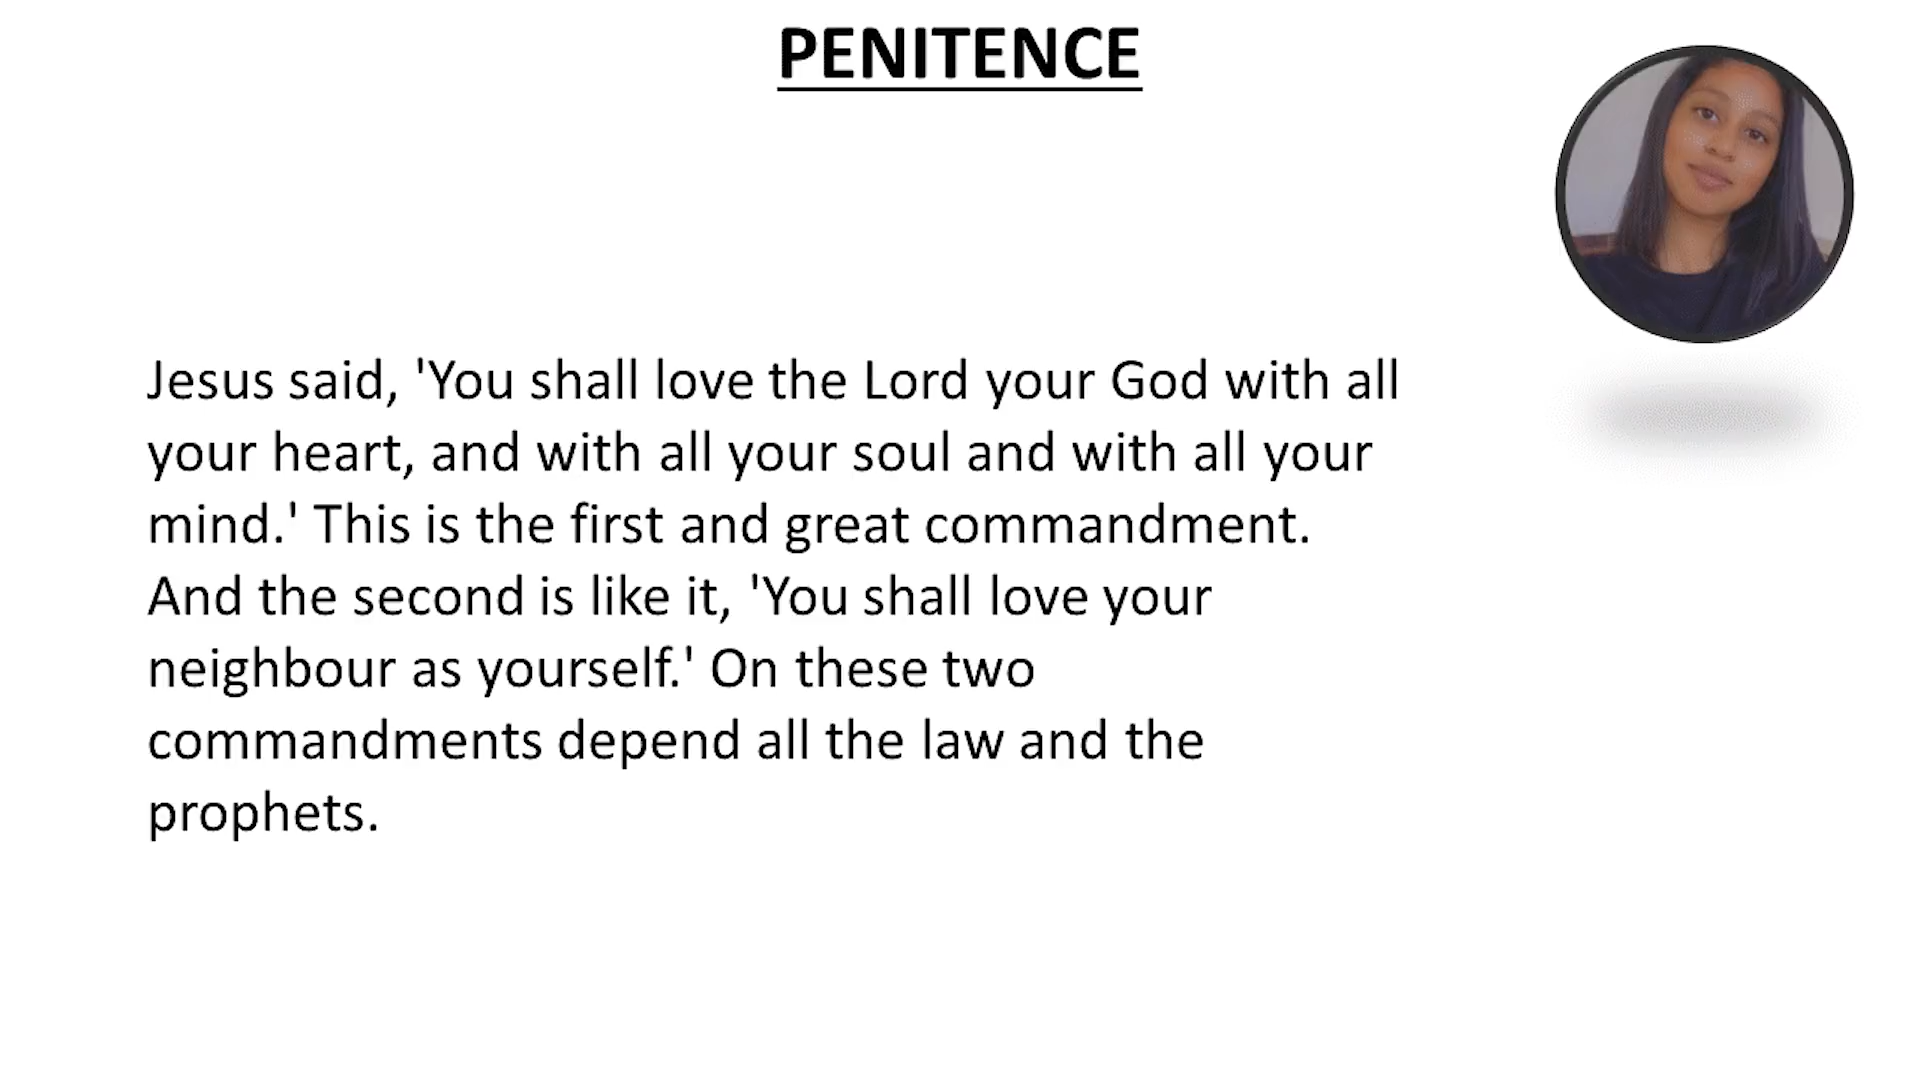 PENITENCE
Jesus said, 'You shall love the Lord your God with all
your heart, and with all your soul and with all your
mind.' This is the first and great commandment.
And the second is like it, 'You shall love your
neighbour as yourself.' On these two
commandments depend all the law and the
prophets.